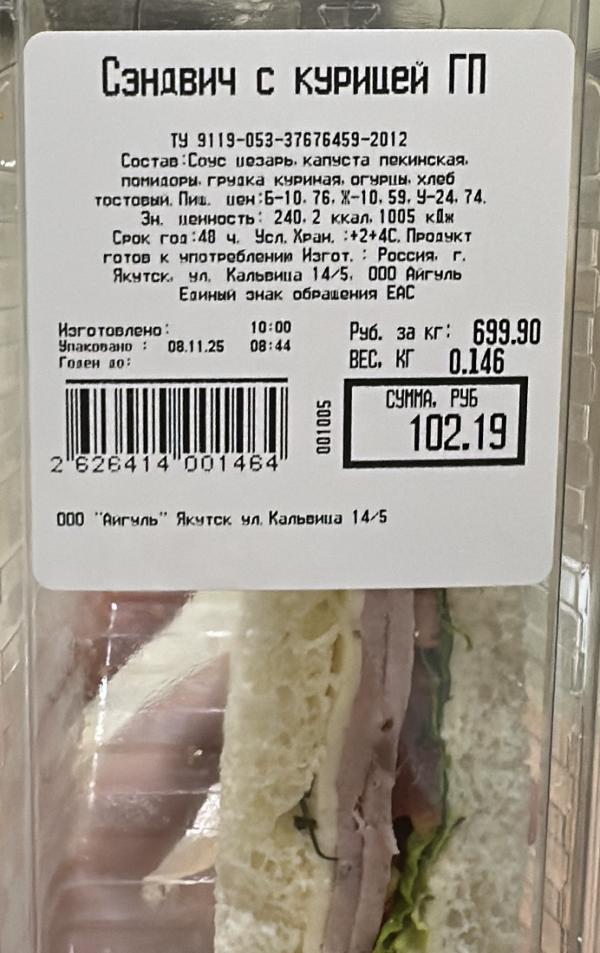 Сэндвич с курицей ГП
ТУ 9119-053-37676459-2012
Состав:Соус цезарь, капуста пекинская,
помидоры, грудка куриная, огурцы, хлеб
тостовый. Пищ. цен:Б-10, 76, Ж-10, 59, У-24, 74.
Эн. ценность: 240, 2 ккал, 1005 кДж
Срок год:48 ч. Усл. Хран. :+2+4С. Продукт
готов к употреблению Изгот. : Россия, г.
Якутск, ул. Кальвица 14/5, ООО Айгуль
Единый знак обращения ЕАС
Изготовлено: 10:00
Упаковано : 08.11.25 08:44
Годен до:
Руб. за кг: 699.90
ВЕС, КГ 0.146
СУММА, РУБ
102.19
001005
2 626414 001464
ООО "Айгуль" Якутск ул. Кальвица 14/5